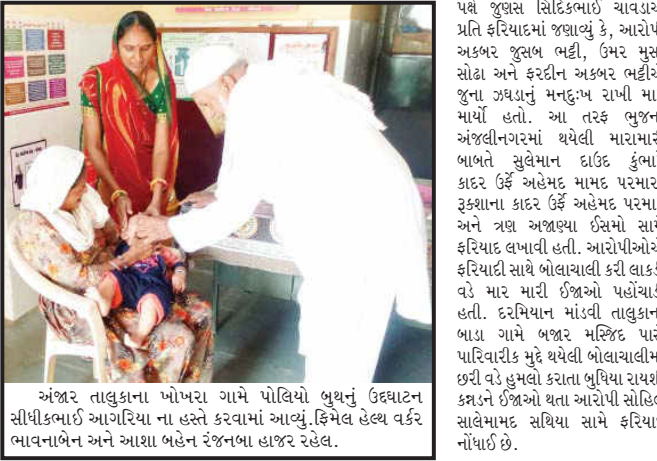 અંજાર તાલુકાના ખોખરા ગામે પોલિયો બુથનું ઉદઘાટન
સીધીકભાઈ આગરિયા ના હસ્તે કરવામાં આવ્યું.ફિમેલ હેલ્થ વર્કર
ભાવનાબેન અને આશા બહેન રંજનબા હાજર રહેલ.
પક્ષે જુણસ સિદિકભાઈ ચાવડાએ
પ્રતિ ફરિયાદમાં જણાવ્યું કે, આરોપી
અકબર જુસબ ભટ્ટી, ઉમર મુસા
સોઢા અને ફરદીન અકબર ભટ્ટીએ
જુના ઝઘડાનું મનદુઃખ રાખી માર
માર્યો હતો. આ તરફ ભુજના
અંજલીનગરમાં થયેલી મારામારી
બાબતે સુલેમાન દાઉદ કુંભાર
કાદર ઉર્ફે અહેમદ મામદ પરમાર,
રૂકશાના કાદર ઉર્ફે અહેમદ પરમાર
અને ત્રણ અજાણ્યા ઈસમો સામે
ફરિયાદ લખાવી હતી. આરોપીઓએ
ફરિયાદી સાથે બોલાચાલી કરી લાકડી
વડે માર મારી ઈજાઓ પહોંચાડી
હતી. દરમિયાન માંડવી તાલુકાના
બાડા ગામે બજાર મસ્જિદ પાસે
પારિવારીક મુદ્દે થયેલી બોલાચાલીમાં
છરી વડે હુમલો કરાતા બુધિયા રાયશી
કન્નડને ઈજાઓ થતા આરોપી સોહિલ
સાલેમામદ સથિયા સામે ફરિયાદ
નોંધાઈ છે.